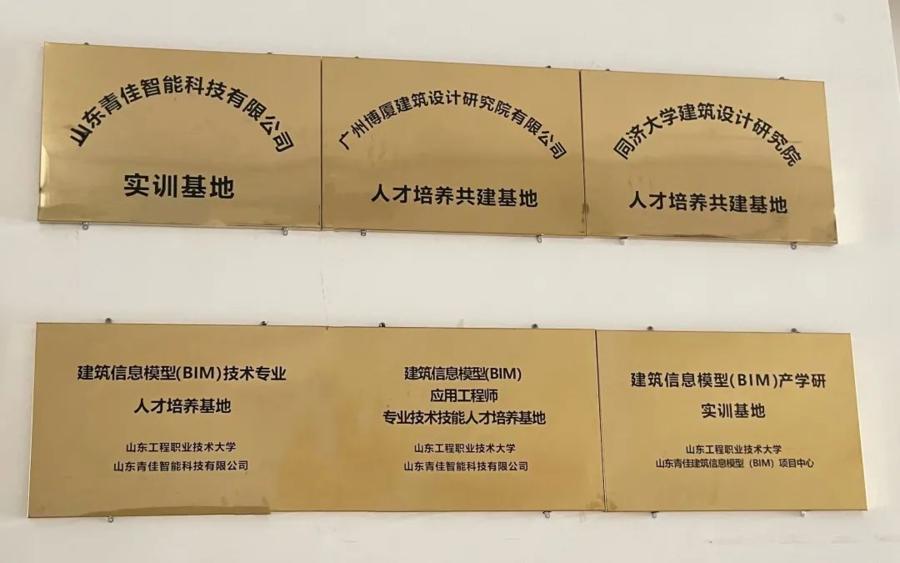 山东青佳智能科技有限公司
实训基地
广州博厦建筑设计研究院有限公司
人才培养共建基地
同济大学建筑设计研究院
人才培养共建基地
建筑信息模型(BIM)技术专业
人才培养基地
山东工程职业技术大学
山东青佳智能科技有限公司
建筑信息模型(BIM)
应用工程师
专业技术技能人才培养基地
山东工程职业技术大学
山东青佳智能科技有限公司
建筑信息模型(BIM)产学研
实训基地
山东工程职业技术大学
山东青佳建筑信息模型（BIM）项目中心